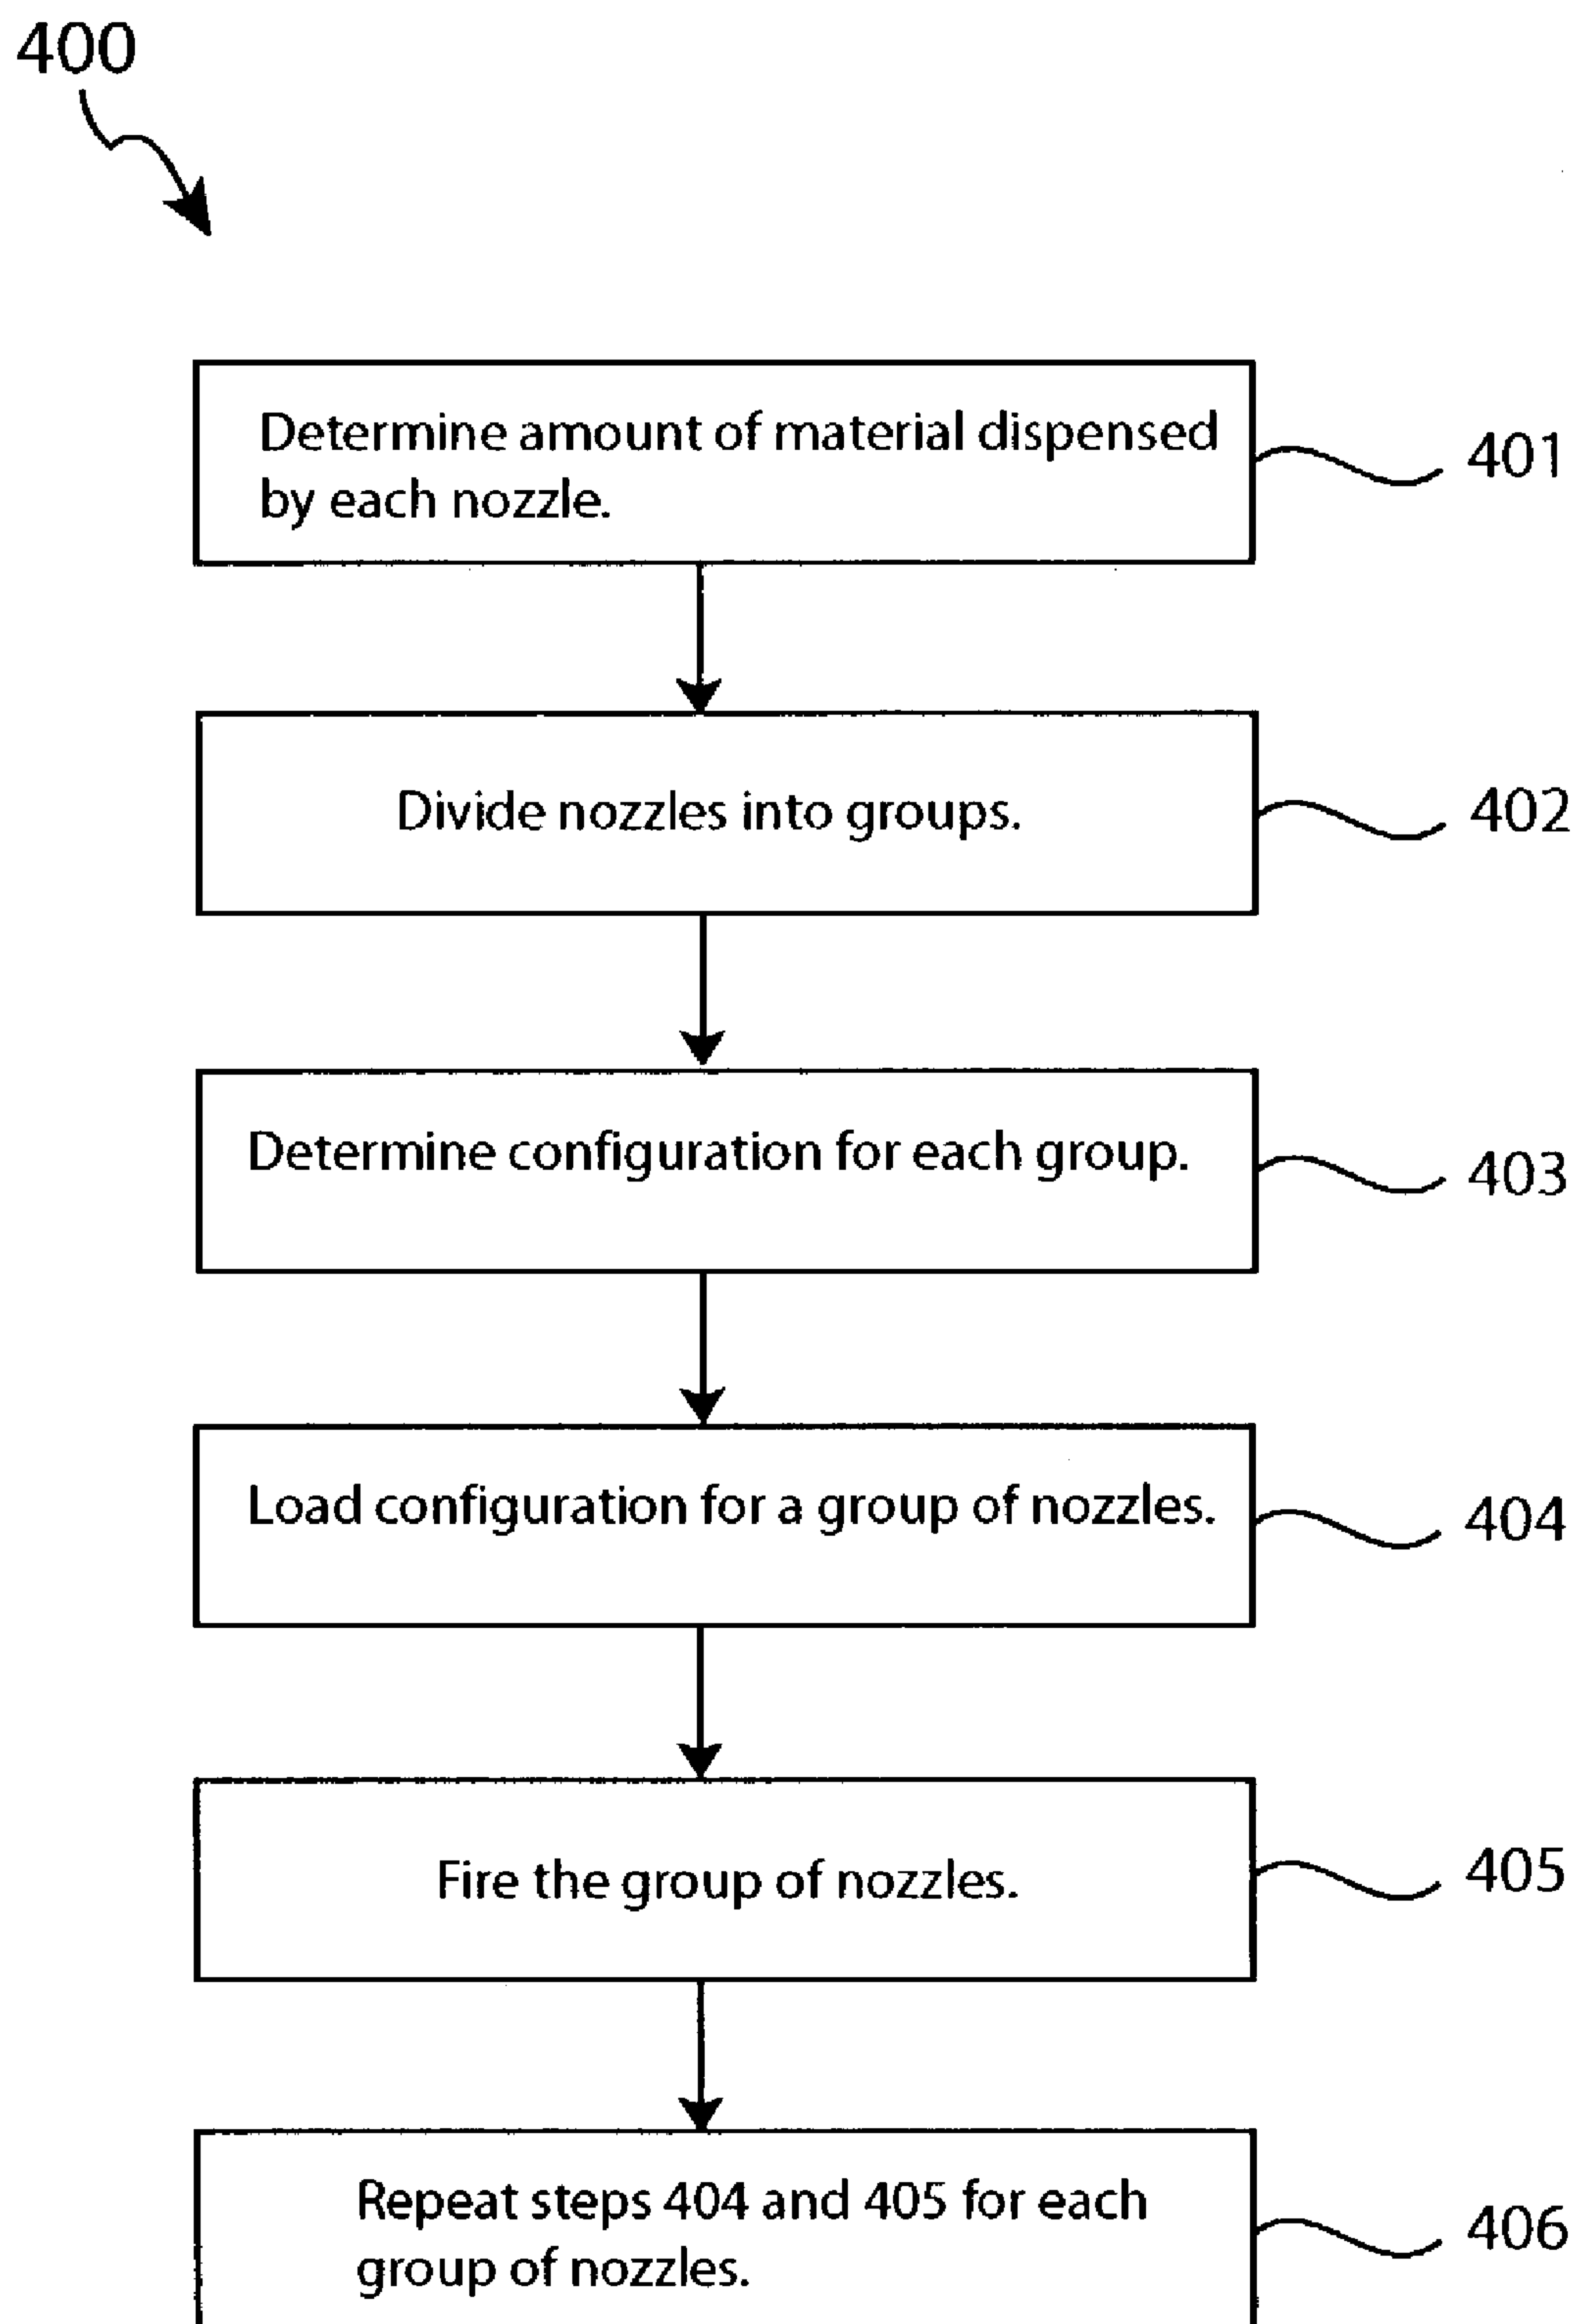 400
Determine amount of material dispensed
by each nozzle.
401
Divide nozzles into groups.
402
Determine configuration for each group.
403
Load configuration for a group of nozzles.
404
Fire the group of nozzles.
405
Repeat steps 404 and 405 for each
group of nozzles.
406